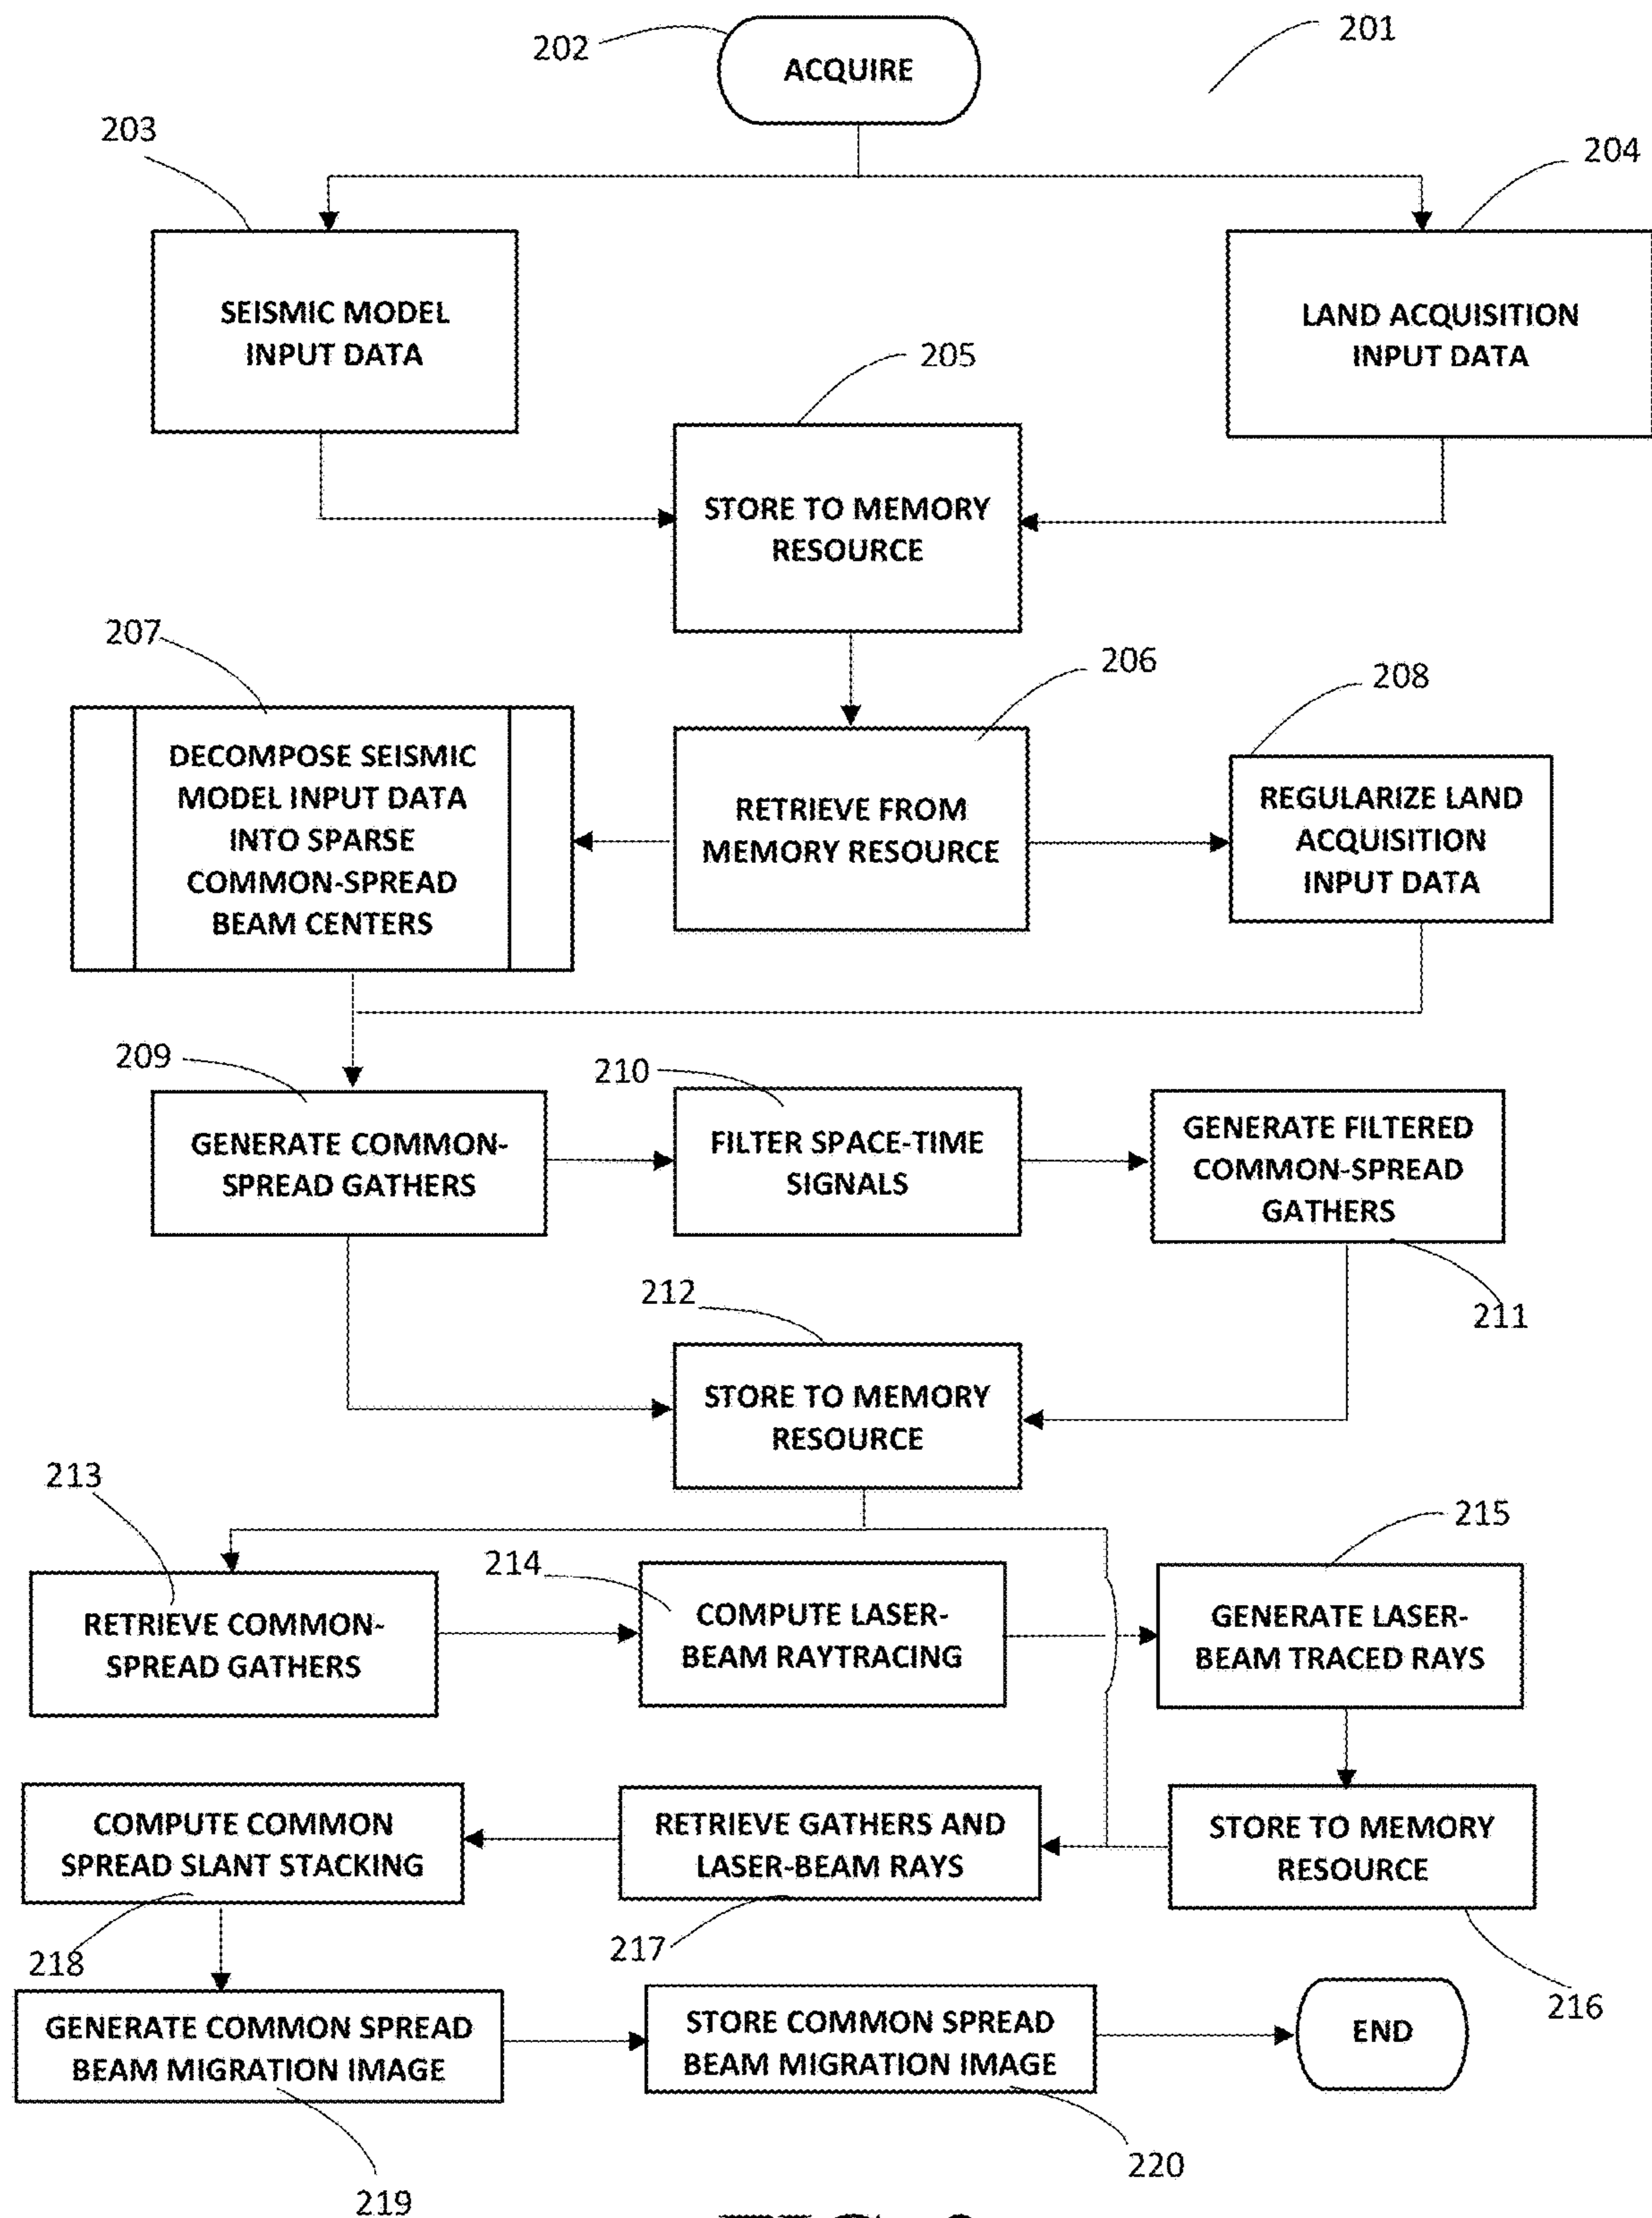 202
ACQUIRE
201
203
204
SEISMIC MODEL
INPUT DATA
LAND ACQUISITION
INPUT DATA
205
STORE TO MEMORY
RESOURCE
207
206
208
DECOMPOSE SEISMIC
MODEL INPUT DATA
INTO SPARSE
COMMON-SPREAD
BEAM CENTERS
RETRIEVE FROM
MEMORY RESOURCE
REGULARIZE LAND
ACQUISITION
INPUT DATA
209
210
GENERATE COMMON-
SPREAD GATHERS
FILTER SPACE-TIME
SIGNALS
GENERATE FILTERED
COMMON-SPREAD
GATHERS
211
212
STORE TO MEMORY
RESOURCE
213
214
215
RETRIEVE COMMON-
SPREAD GATHERS
COMPUTE LASER-
BEAM RAYTRACING
GENERATE LASER-
BEAM TRACED RAYS
COMPUTE COMMON
SPREAD SLANT STACKING
RETRIEVE GATHERS AND
LASER-BEAM RAYS
STORE TO MEMORY
RESOURCE
218
217
216
GENERATE COMMON SPREAD
BEAM MIGRATION IMAGE
STORE COMMON SPREAD
BEAM MIGRATION IMAGE
END
219
220